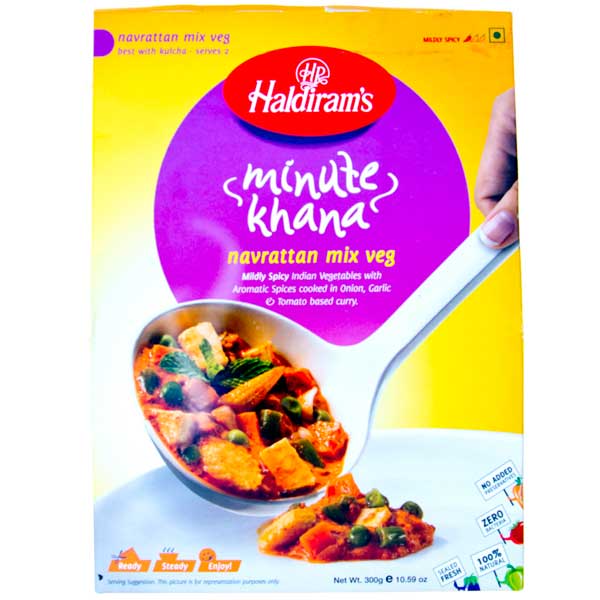 navrattan mix veg
best with kulcha - serves 2
MILDLY SPICY
HR
Haldiram's
minute
khana
navrattan mix veg
Mildly Spicy Indian Vegetables with
Aromatic Spices cooked in Onion, Garlic
& Tomato based curry.
NO ADDED
PRESERVATIVES
ZERO
BACTERIA
100%
NATURAL
SEALED
FRESH
Ready Steady Enjoy!
Serving Suggestion. This picture is for representation purposes only.
Net Wt. 300g e 10.59 oz